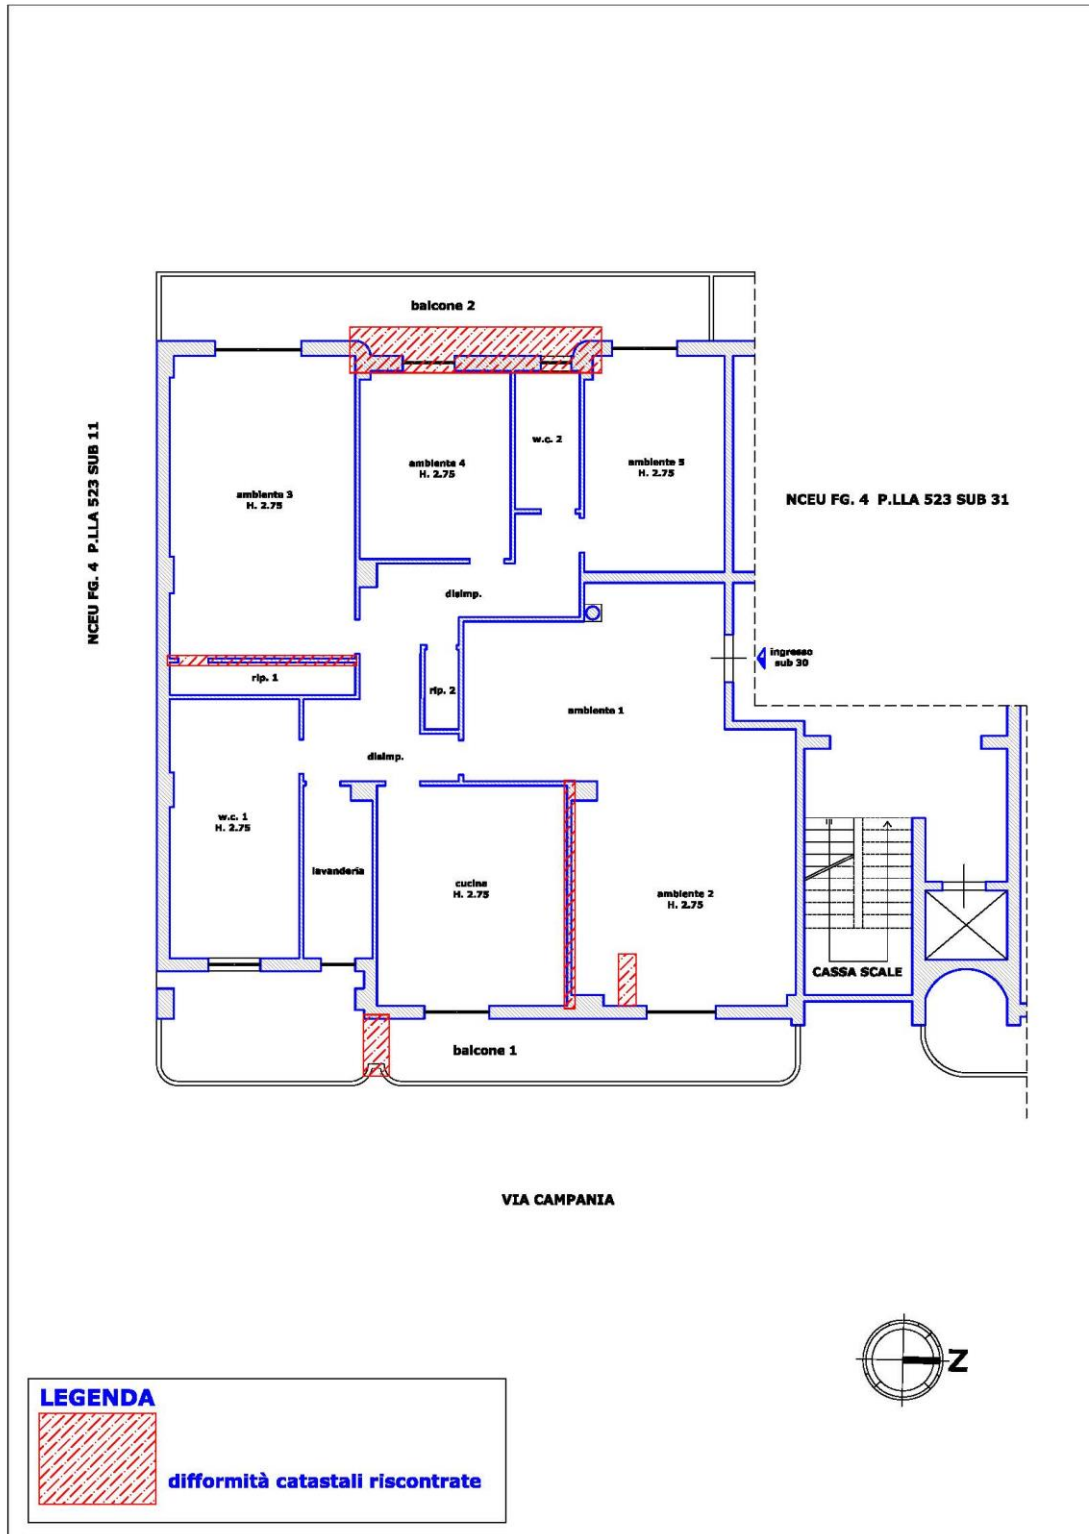 balcone 2
NCEU FG. 4 P.LLA 523 SUB 11
w.c. 2
ambiente 4
H. 2.75
ambiente 5
H. 2.75
ambiente 3
H. 2.75
NCEU FG. 4 P.LLA 523 SUB 31
disimp.
ingresso
sub 30
rip. 1
rip. 2
ambiente 1
disimp.
w.c. 1
H. 2.75
lavanderia
cucina
H. 2.75
ambiente 2
H. 2.75
CASSA SCALE
balcone 1
VIA CAMPANIA
N
LEGENDA
difformità catastali riscontrate